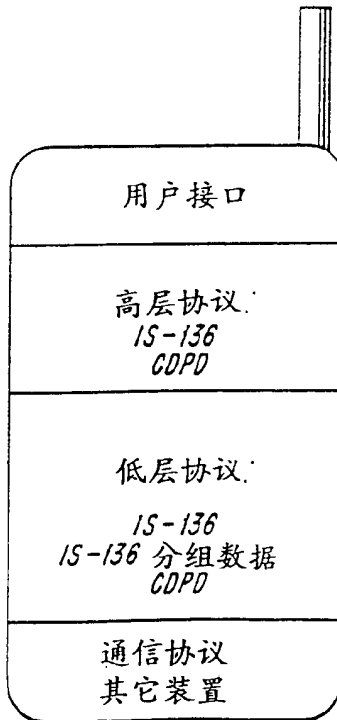 用户接口
高层协议:
IS-136
CDPD
低层协议:
IS-136
IS-136 分组数据
CDPD
通信协议
其它装置